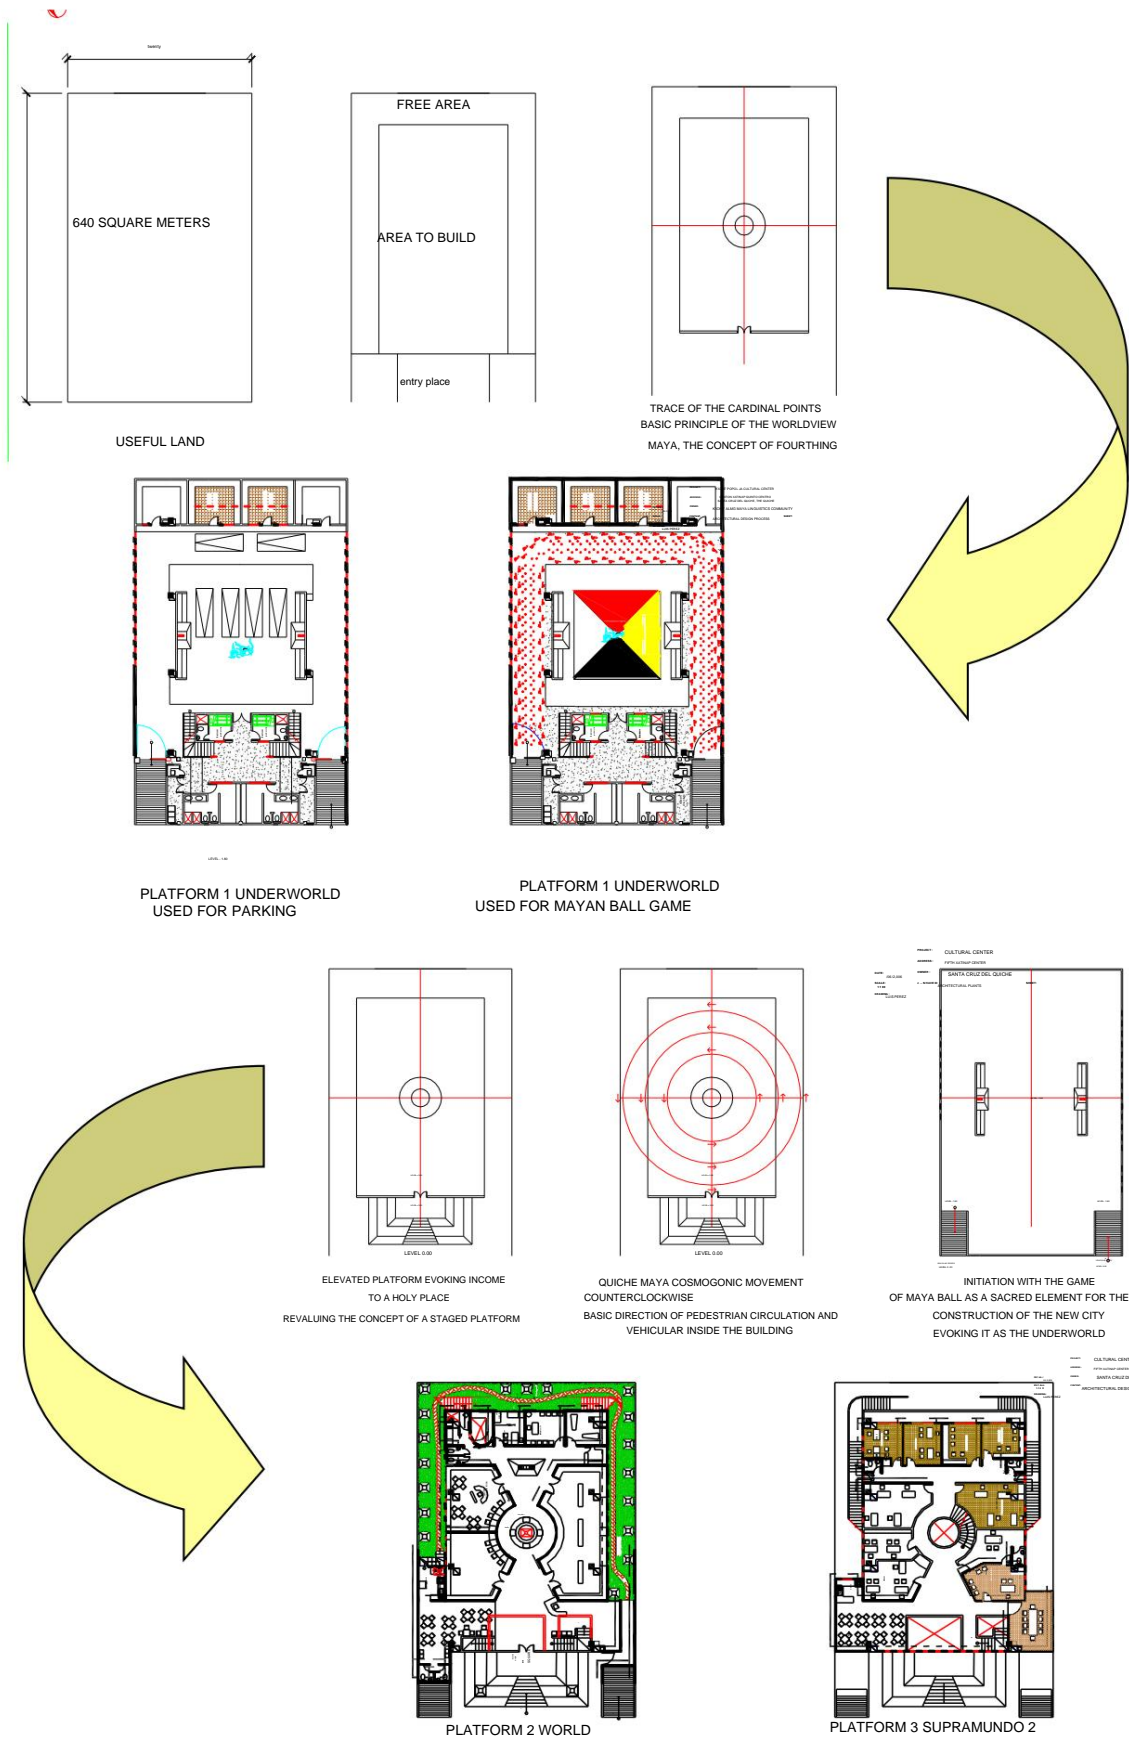 twenty
640 SQUARE METERS
USEFUL LAND
FREE AREA
AREA TO BUILD
entry place
TRACE OF THE CARDINAL POINTS
BASIC PRINCIPLE OF THE WORLDVIEW
MAYA, THE CONCEPT OF FOURTHING
PLATFORM 1 UNDERWORLD
USED FOR PARKING
PLATFORM 1 UNDERWORLD
USED FOR MAYAN BALL GAME
LEVEL 0.00
ELEVATED PLATFORM EVOKING INCOME
TO A HOLY PLACE
REVALUING THE CONCEPT OF A STAGED PLATFORM
LEVEL 0.00
QUICHE MAYA COSMOGONIC MOVEMENT
COUNTERCLOCKWISE
BASIC DIRECTION OF PEDESTRIAN CIRCULATION AND
VEHICULAR INSIDE THE BUILDING
CULTURAL CENTER
SANTA CRUZ DEL QUICHE
ARCHITECTURAL PLANTS
INITIATION WITH THE GAME
OF MAYA BALL AS A SACRED ELEMENT FOR THE
CONSTRUCTION OF THE NEW CITY
EVOKING IT AS THE UNDERWORLD
PLATFORM 2 WORLD
CULTURAL CENT
SANTA CRUZ D
ARCHITECTURAL DESI
PLATFORM 3 SUPRAMUNDO 2